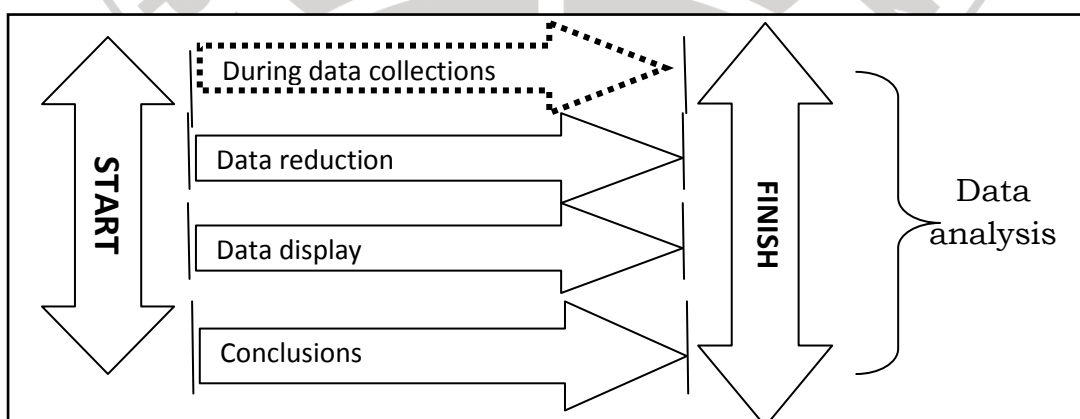 START
During data collections
Data reduction
Data display
Conclusions
FINISH
Data
analysis